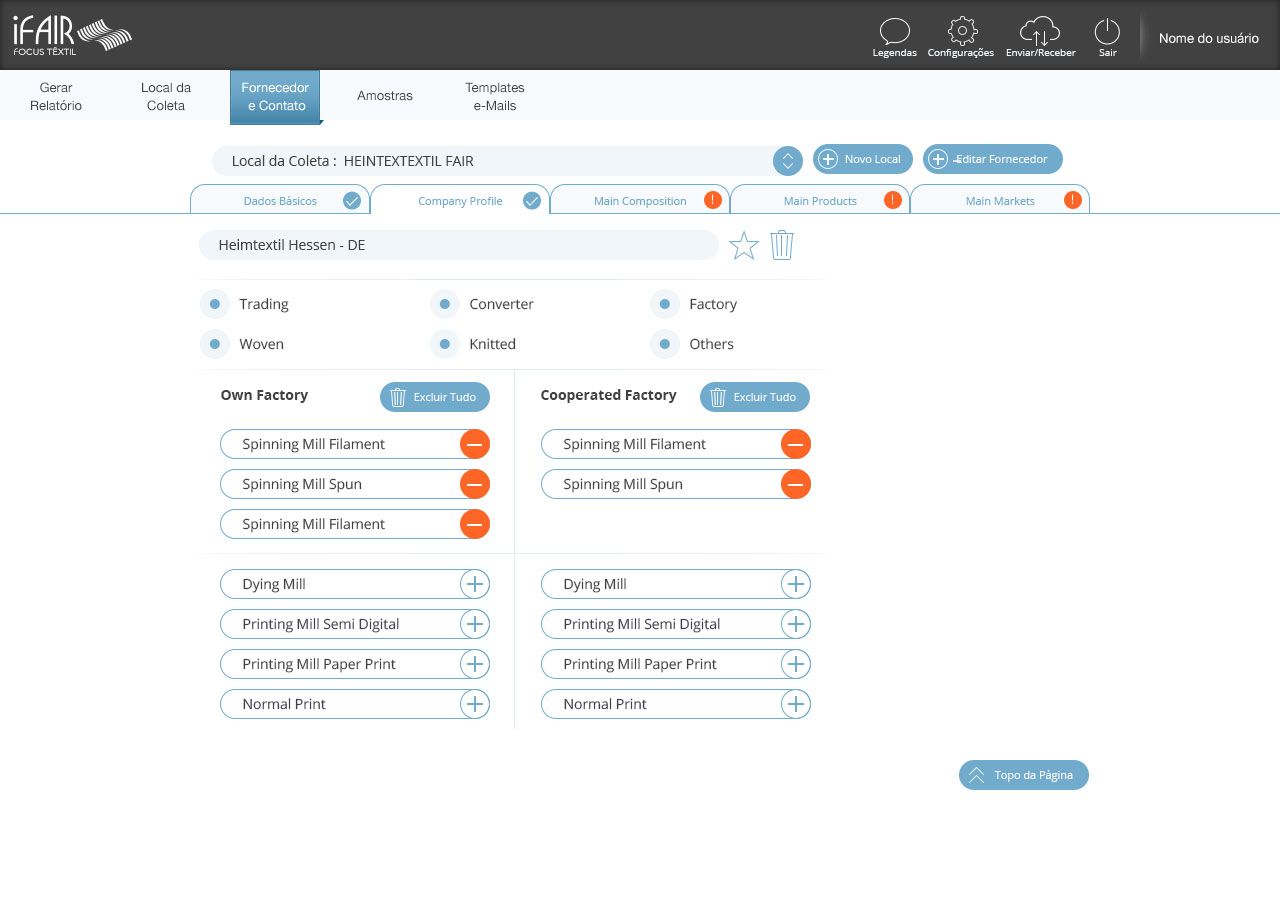 iFAIR
FOCUS TÊXTIL
Legendas
Configurações
Enviar/Receber
Sair
Nome do usuário
Gerar
Relatório
Local da
Coleta
Fornecedor
e Contato
Amostras
Templates
e-Mails
Local da Coleta : HEINTEXTEXTIL FAIR
Novo Local
Editar Fornecedor
Dados Básicos
Company Profile
Main Composition
!
Main Products
!
Main Markets
!
Heimtextil Hessen - DE
Trading
Converter
Factory
Woven
Knitted
Others
Own Factory
Excluir Tudo
Cooperated Factory
Excluir Tudo
Spinning Mill Filament
Spinning Mill Filament
Spinning Mill Spun
Spinning Mill Spun
Spinning Mill Filament
Dying Mill
Dying Mill
Printing Mill Semi Digital
Printing Mill Semi Digital
Printing Mill Paper Print
Printing Mill Paper Print
Normal Print
Normal Print
Topo da Página